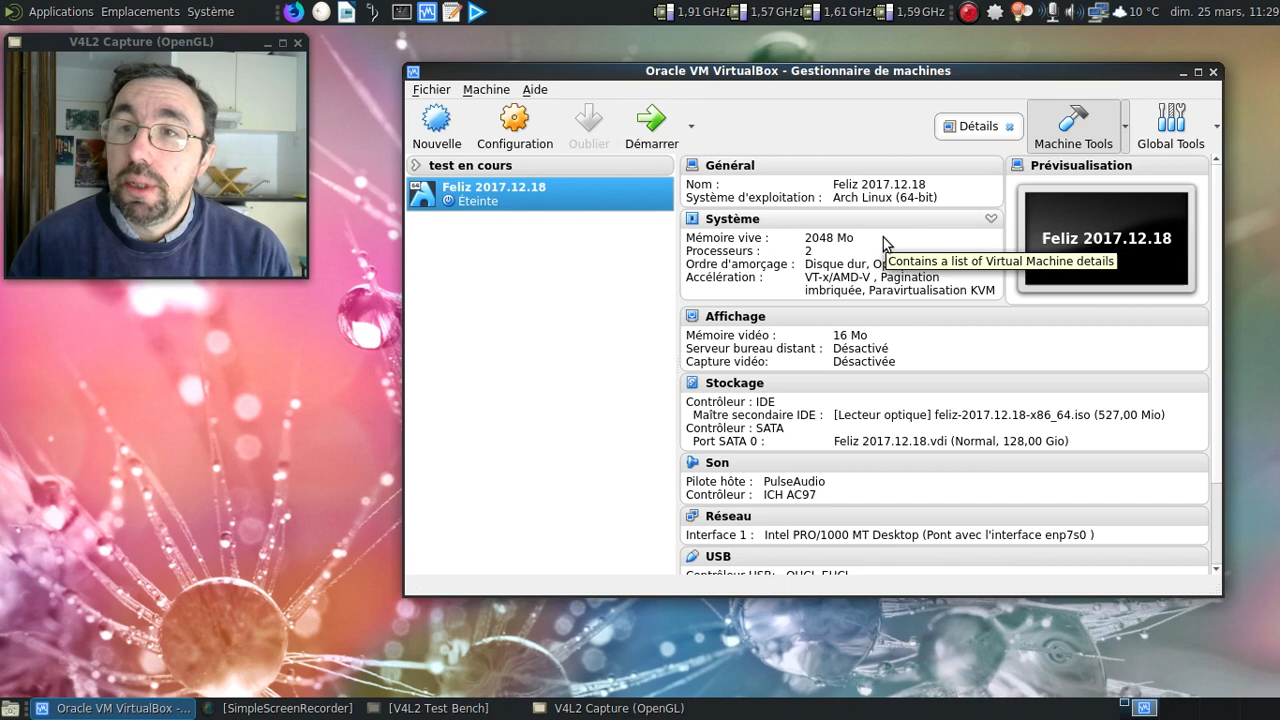 Applications Emplacements Système
1,91 GHz 1,57 GHz 1,61 GHz 1,59 GHz 10 °C dim. 25 mars, 11:29
V4L2 Capture (OpenGL)
Oracle VM VirtualBox - Gestionnaire de machines
Fichier Machine Aide
Nouvelle Configuration Oublier Démarrer
Détails
Machine Tools Global Tools
test en cours
64
Feliz 2017.12.18
Éteinte
Général
Nom : Feliz 2017.12.18
Système d'exploitation : Arch Linux (64-bit)
Système
Mémoire vive : 2048 Mo
Processeurs : 2
Ordre d'amorçage : Disque dur,
Contains a list of Virtual Machine details
Accélération : VT-x/AMD-V , Pagination
imbriquée, Paravirtualisation KVM
Prévisualisation
Feliz 2017.12.18
Affichage
Mémoire vidéo : 16 Mo
Serveur bureau distant : Désactivé
Capture vidéo: Désactivée
Stockage
Contrôleur : IDE
Maître secondaire IDE : [Lecteur optique] feliz-2017.12.18-x86_64.iso (527,00 Mio)
Contrôleur : SATA
Port SATA 0 : Feliz 2017.12.18.vdi (Normal, 128,00 Gio)
Son
Pilote hôte : PulseAudio
Contrôleur : ICH AC97
Réseau
Interface 1 : Intel PRO/1000 MT Desktop (Pont avec l'interface enp7s0 )
USB
Contrôleur USB: OHCI, EHCI
Oracle VM VirtualBox -... [SimpleScreenRecorder] [V4L2 Test Bench] V4L2 Capture (OpenGL)